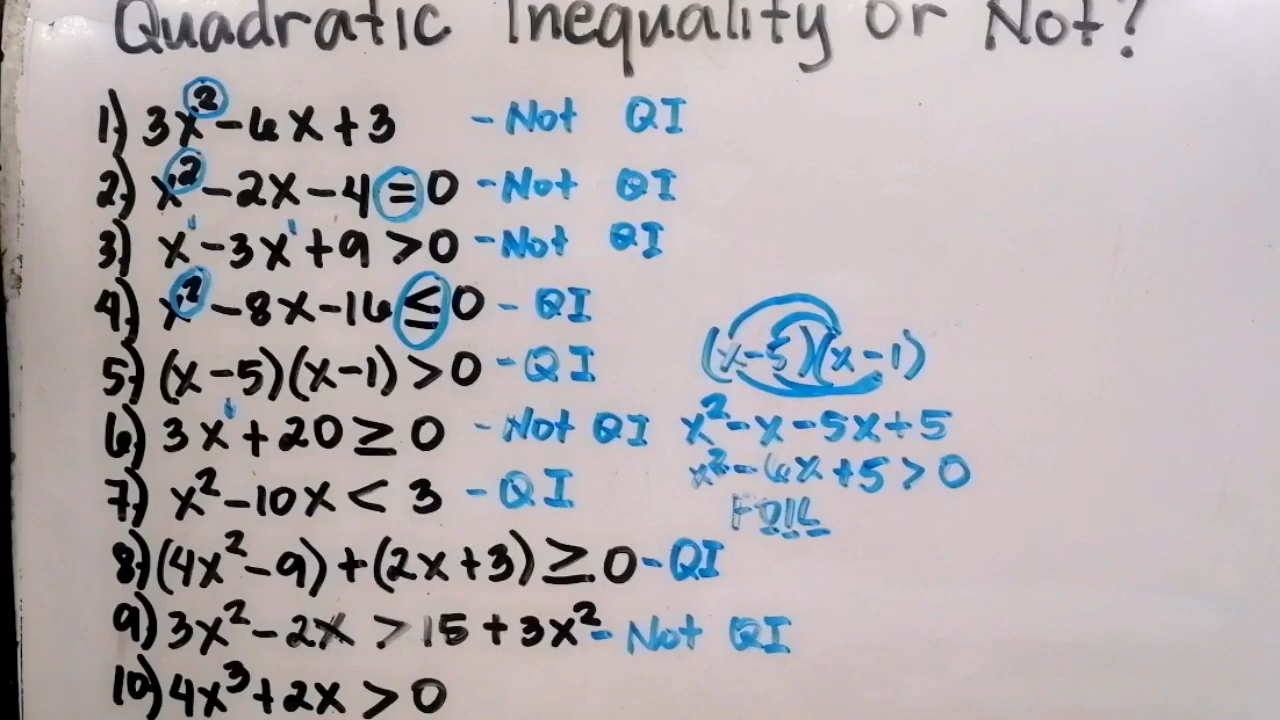 Quadratic Inequality or Not?
1) 3x² - 6x + 3 - Not QI
2) x² - 2x - 4 = 0 - Not QI
3) x¹ - 3x¹ + 9 > 0 - Not QI
4) x² - 8x - 16 ≤ 0 - QI
5) (x - 5)(x - 1) > 0 - QI
(x - 5)(x - 1)
6) 3x¹ + 20 ≥ 0 - Not QI
x² - x - 5x + 5
x² - 6x + 5 > 0
7) x² - 10x < 3 - QI
FOIL
8) (4x² - 9) + (2x + 3) ≥ 0 - QI
9) 3x² - 2x > 15 + 3x² - Not QI
10) 4x³ + 2x > 0